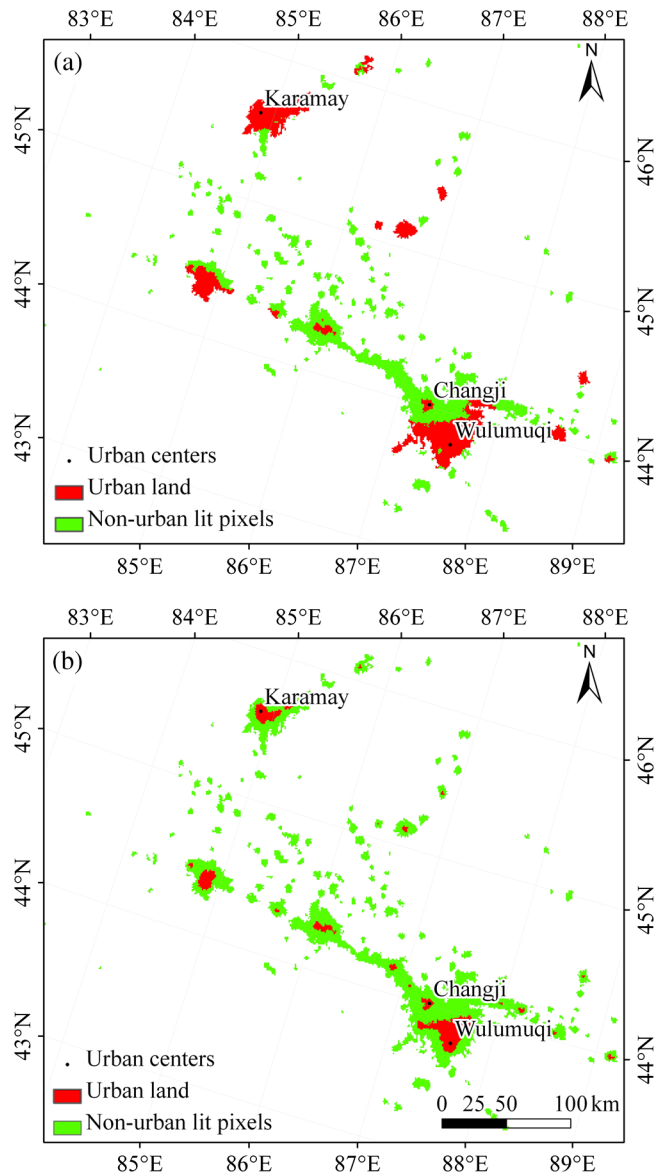 83°E 84°E 85°E 86°E 87°E 88°E
(a)
N
Karamay
45°N
46°N
44°N
45°N
Changji
43°N
Wulumuqi
44°N
Urban centers
Urban land
Non-urban lit pixels
85°E 86°E 87°E 88°E 89°E
83°E 84°E 85°E 86°E 87°E 88°E
(b)
N
Karamay
45°N
46°N
44°N
45°N
Changji
43°N
Wulumuqi
44°N
Urban centers
Urban land
Non-urban lit pixels
0 25 50 100 km
85°E 86°E 87°E 88°E 89°E